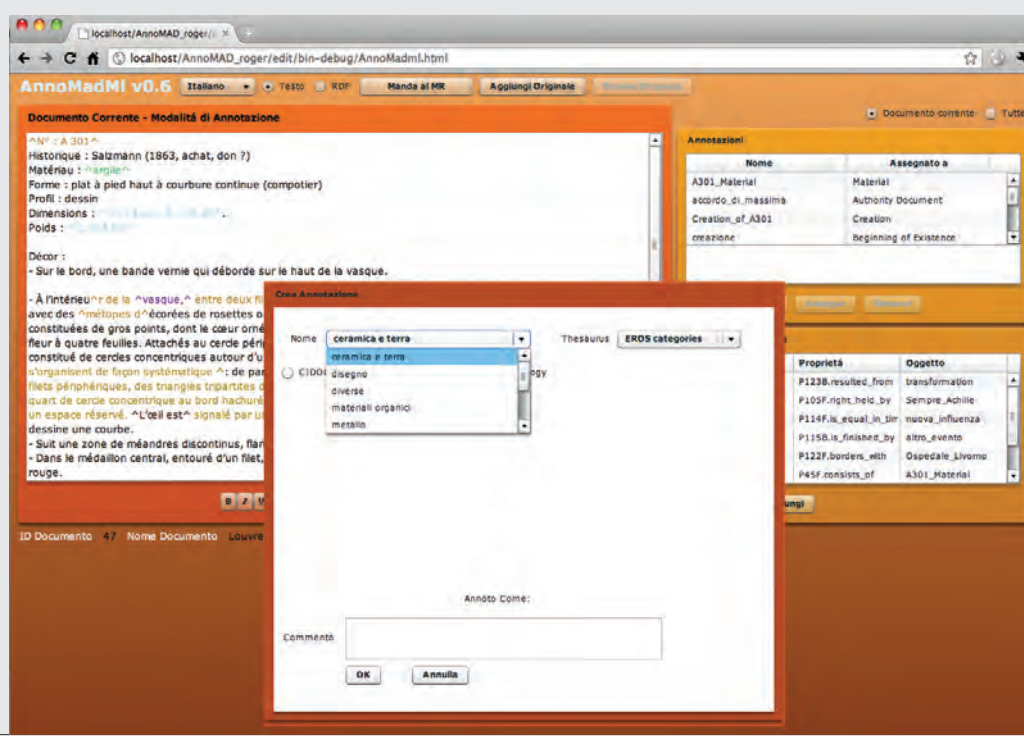 localhost/AnnoMAD_roger/
localhost/AnnoMAD_roger/edit/bin-debug/AnnoMadml.html
AnnoMadMl v0.6 Italiano Testo RDF Manda al MR Aggiungi Originale
Documento corrente Tutte
Documento Corrente - Modalitá di Annotazione
^Nº : A 301^
Historique : Salzmann (1863, achat, don ?)
Matériau : ^argile^
Forme : plat à pied haut à courbure continue (compotier)
Profil : dessin
Dimensions :
Poids :
Décor :
- Sur le bord, une bande vernie qui déborde sur le haut de la vasque.
- À l'intérieu^r de la ^vasque,^ entre deux
avec des ^métopes d^écorées de rosettes
constituées de gros points, dont le cœur orné
fleur à quatre feuilles. Attachés au cercle
constitué de cercles concentriques autour
s'organisent de façon systématique ^: de
filets périphériques, des triangles tripartites
quart de cercle concentrique au bord hachuré
un espace réservé. ^L'œil est^ signalé par
dessine une courbe.
- Suit une zone de méandres discontinus,
- Dans le médaillon central, entouré d'un filet,
rouge.
B I U
ID Documento 47 Nome Documento Louvre
Annotazioni
Nome Assegnato a
A301_Material Material
accordo_di_massima Authority Document
Creation_of_A301 Creation
creazione Beginning of Existence
Proprietá Oggetto
P123B.resulted_from transformation
P105F.right_held_by Sempre_Achille
P114F.is_equal_in_tim nuova_influenza
P115B.is_finished_by altro_evento
P122F.borders_with Ospedale_Livorno
P45F.consists_of A301_Material
ungi
Crea Annotazione
Nome ceramica e terra Thesaurus EROS categories
ceramica e terra
disegno
diverse
materiali organici
metallo
CIDO
ogy
Annoto Come:
Commento
OK Annulla